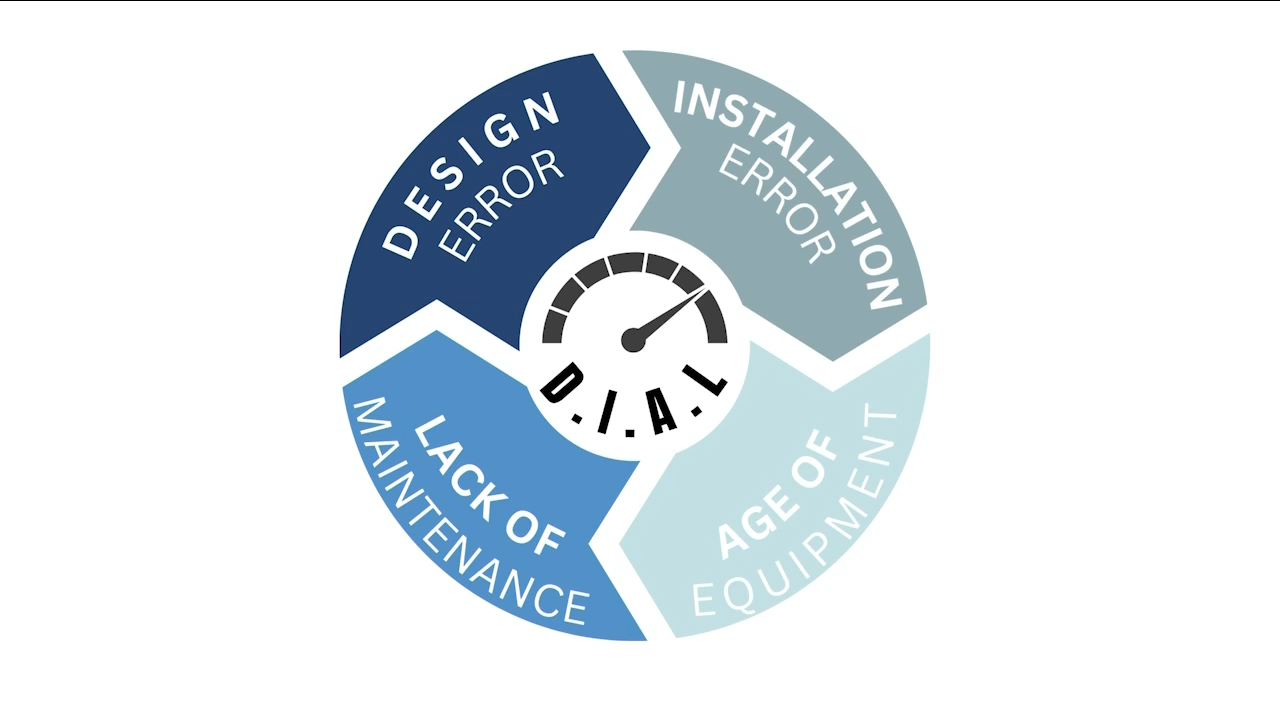 DESIGN
ERROR
INSTALLATION
ERROR
AGE OF
EQUIPMENT
LACK OF
MAINTENANCE
D.I.A.L